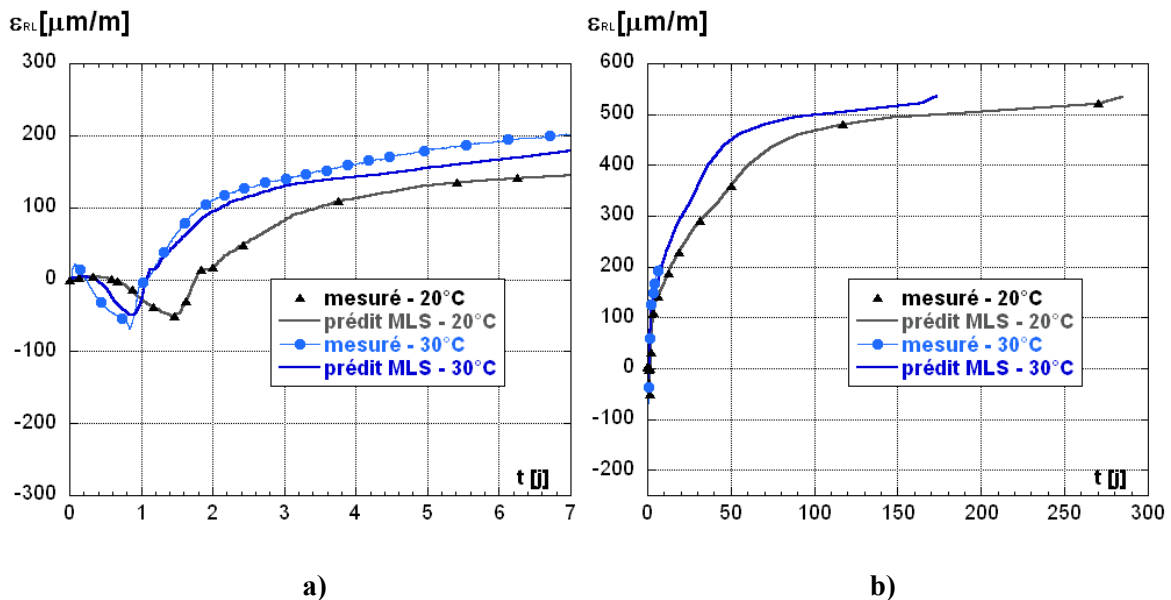 εRL[μm/m]
300
200
100
0
-100
-200
-300
0 1 2 3 4 5 6 7
t [j]
mesuré - 20°C
prédit MLS - 20°C
mesuré - 30°C
prédit MLS - 30°C
a)
εRL[μm/m]
600
500
400
300
200
100
0
-100
-200
0 50 100 150 200 250 300
t [j]
mesuré - 20°C
prédit MLS - 20°C
mesuré - 30°C
prédit MLS - 30°C
b)